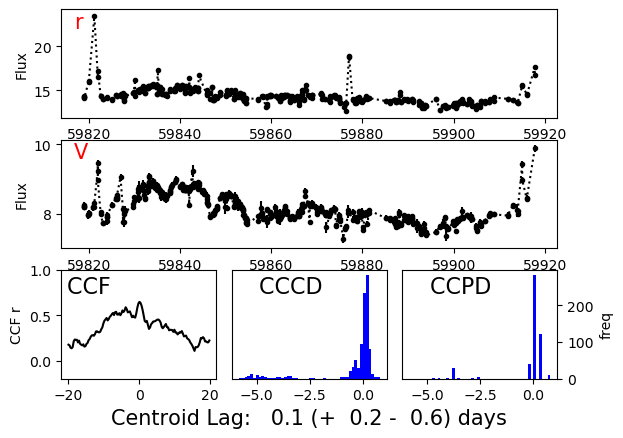 r
Flux
22
15
59820 59840 59860 59880 59900 59920
V
Flux
10
8
59820 59840 59860 59880 59900 59920
CCF
CCF r
1.0
0.5
0.0
−20 0 20
CCCD
−5.0 −2.5 0.0
CCPD
−5.0 −2.5 0.0
200
100
0
freq
Centroid Lag: 0.1 (+ 0.2 - 0.6) days